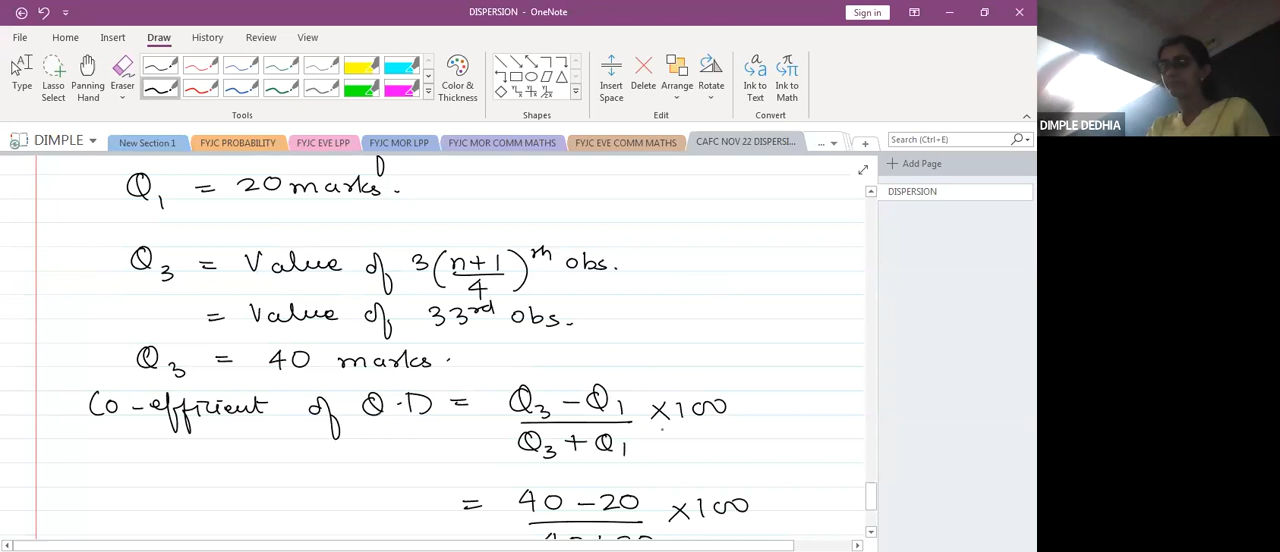 DISPERSION - OneNote
Sign in
File Home Insert Draw History Review View
Type
Lasso Select
Panning Hand
Eraser
Color & Thickness
Insert Space
Delete
Arrange
Rotate
Ink to Text
Ink to Math
Tools
Shapes
Edit
Convert
DIMPLE
New Section 1
FYJC PROBABILITY
FYJC EVE LPP
FYJC MOR LPP
FYJC MOR COMM MATHS
FYJC EVE COMM MATHS
CAFC NOV 22 DISPERSI...
Search (Ctrl+E)
Add Page
DISPERSION
DIMPLE DEDHIA
Q1 = 20 marks.
Q3 = Value of 3(n+1/4)th obs.
= Value of 33rd obs.
Q3 = 40 marks.
Co-efficient of Q.D = Q3 - Q1 / Q3 + Q1 × 100
= 40 - 20 / 40 + 20 × 100